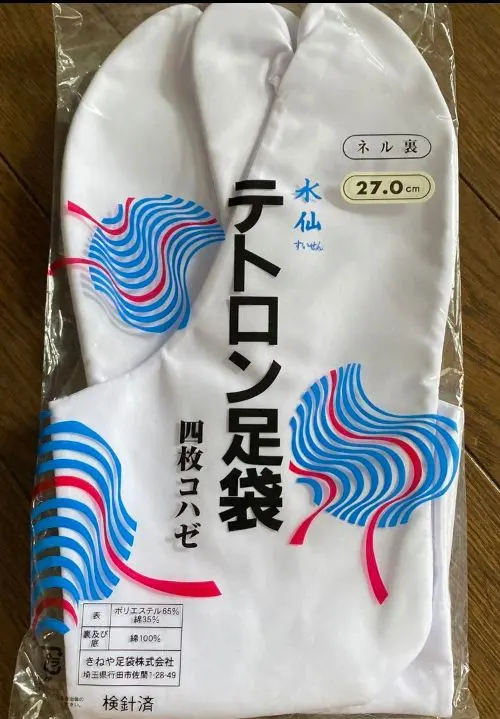 ネル裏
27.0cm
水仙
すいせん
テトロン足袋
四枚コハゼ
表 ポリエステル65%
綿35%
裏及び底 綿100%
きねや足袋株式会社
埼玉県行田市佐間1-28-49
検針済